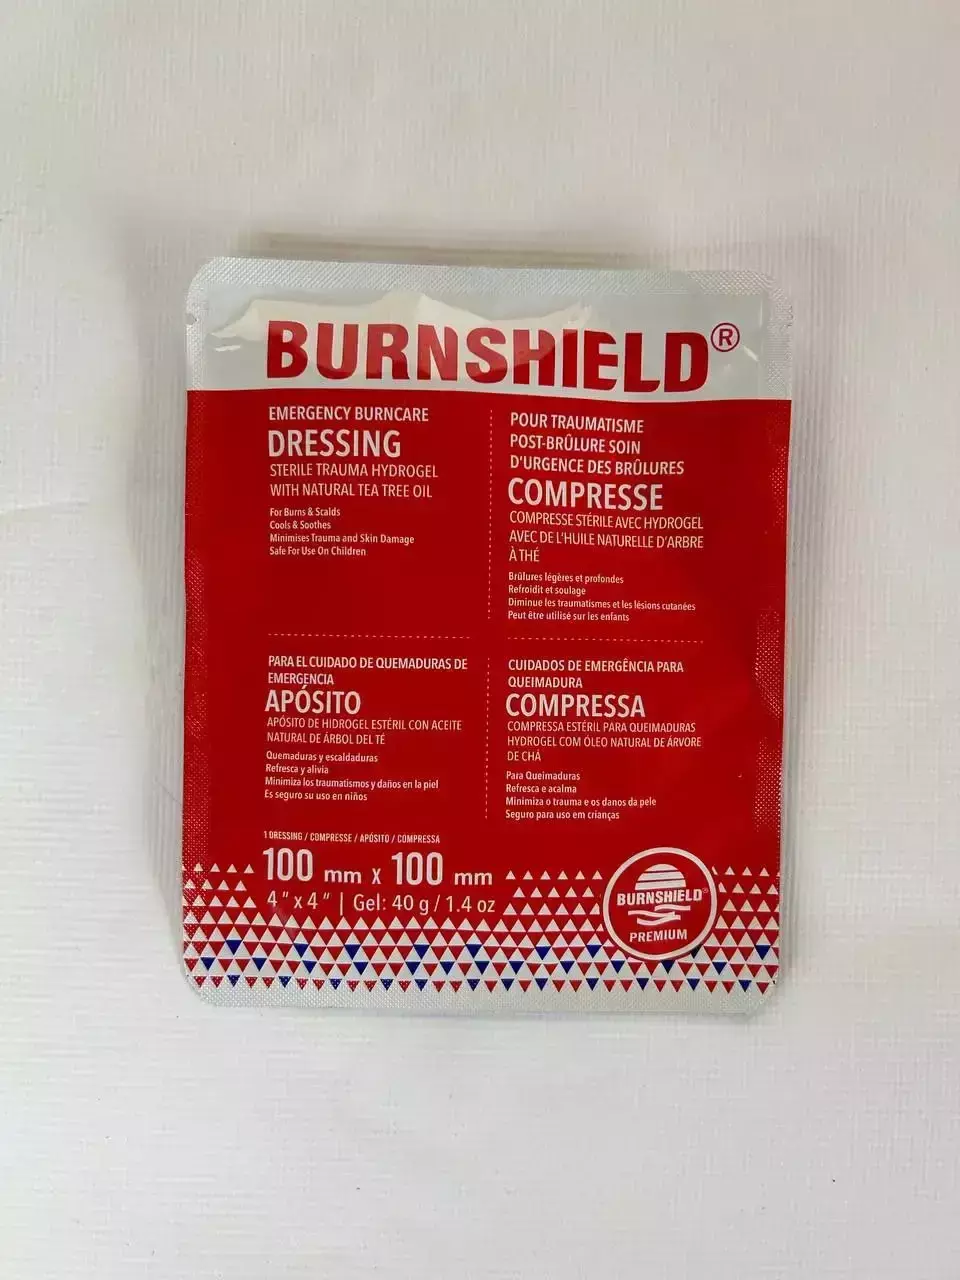 BURNSHIELD®
EMERGENCY BURNCARE
DRESSING
STERILE TRAUMA HYDROGEL
WITH NATURAL TEA TREE OIL
For Burns & Scalds
Cools & Soothes
Minimises Trauma and Skin Damage
Safe For Use On Children
POUR TRAUMATISME
POST-BRÛLURE SOIN
D'URGENCE DES BRÛLURES
COMPRESSE
COMPRESSE STÉRILE AVEC HYDROGEL
AVEC DE L'HUILE NATURELLE D'ARBRE
À THÉ
Brûlures légères et profondes
Refroidit et soulage
Diminue les traumatismes et les lésions cutanées
Peut être utilisé sur les enfants
PARA EL CUIDADO DE QUEMADURAS DE
EMERGENCIA
APÓSITO
APÓSITO DE HIDROGEL ESTÉRIL CON ACEITE
NATURAL DE ÁRBOL DEL TÉ
Quemaduras y escaldaduras
Refresca y alivia
Minimiza los traumatismos y daños en la piel
Es seguro su uso en niños
CUIDADOS DE EMERGÊNCIA PARA
QUEIMADURA
COMPRESSA
COMPRESSA ESTÉRIL PARA QUEIMADURAS
HYDROGEL COM ÓLEO NATURAL DE ÁRVORE
DE CHÁ
Para Queimaduras
Refresca e acalma
Minimiza o trauma e os danos da pele
Seguro para uso em crianças
1 DRESSING / COMPRESSE / APÓSITO / COMPRESSA
100 mm x 100 mm
4" x 4" | Gel: 40 g / 1.4 oz
BURNSHIELD®
PREMIUM